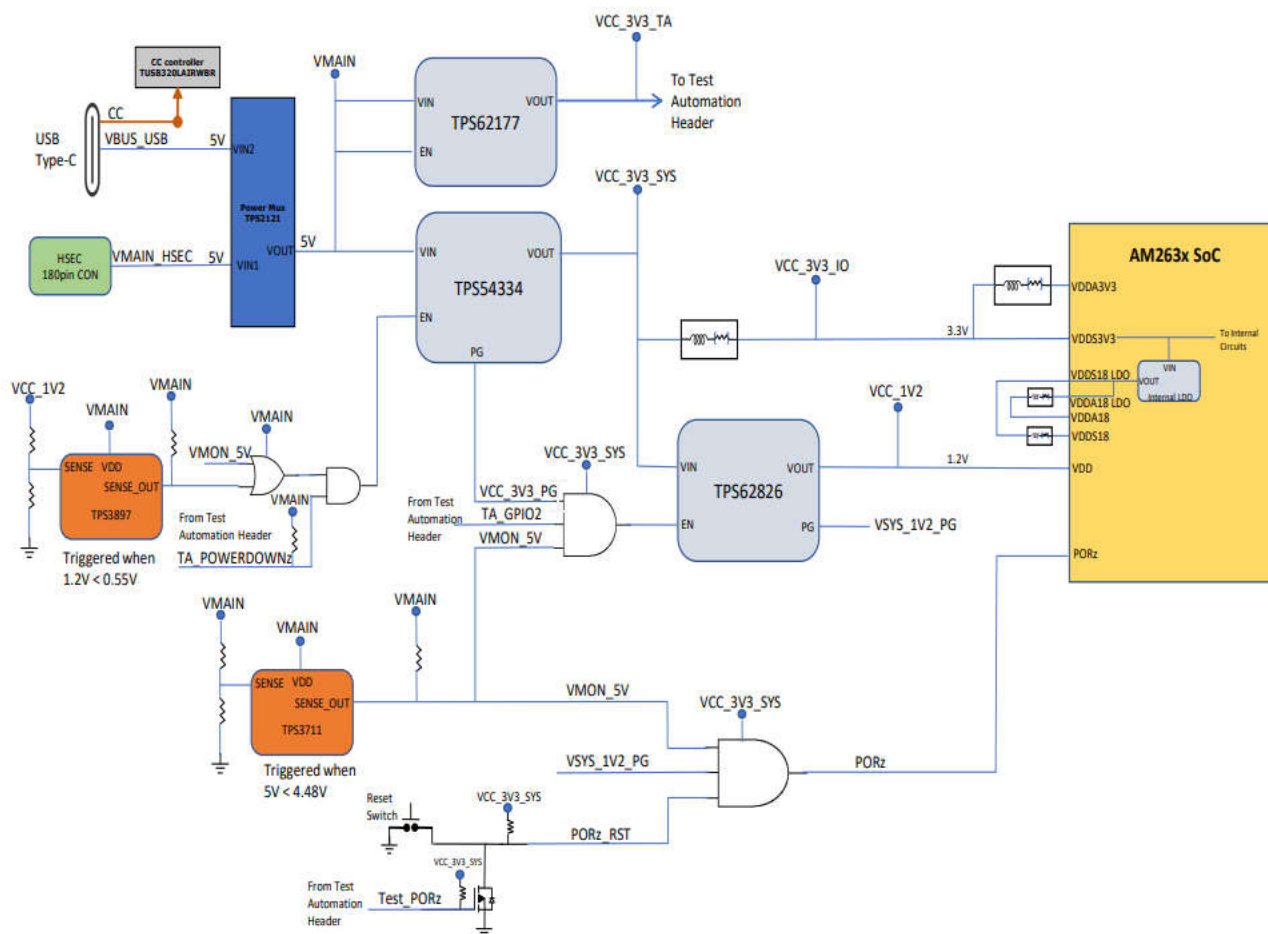 VCC_3V3_TA
CC controller
TUSB320LAIRWBR
VMAIN
CC
USB
Type-C
VBUS_USB
5V
VIN2
VIN
VOUT
TPS62177
EN
To Test
Automation
Header
VCC_3V3_SYS
Power Mux
TPS2121
HSEC
180pin CON
VMAIN_HSEC
5V
VIN1
VOUT
5V
VIN
VOUT
TPS54334
EN
PG
VCC_3V3_IO
AM263x SoC
VDDA3V3
3.3V
VDDS3V3
To Internal
Circuits
VIN
VDDS18 LDO
VOUT
Internal LDO
VDDA18 LDO
VDDA18
VDDS18
VCC_1V2
1.2V
VDD
PORz
VCC_1V2
VMAIN
VMAIN
VMAIN
VMON_5V
SENSE
VDD
SENSE_OUT
TPS3897
VMAIN
From Test
Automation Header
TA_POWERDOWNz
Triggered when
1.2V < 0.55V
VCC_3V3_SYS
VCC_3V3_PG
From Test
Automation
Header
TA_GPIO2
VMON_5V
VIN
VOUT
TPS62826
EN
PG
VSYS_1V2_PG
VMAIN
VMAIN
VMAIN
SENSE
VDD
SENSE_OUT
TPS3711
Triggered when
5V < 4.48V
VMON_5V
VCC_3V3_SYS
VSYS_1V2_PG
PORz
Reset
Switch
VCC_3V3_SYS
PORz_RST
VCC_3V3_SYS
From Test
Automation
Header
Test_PORz